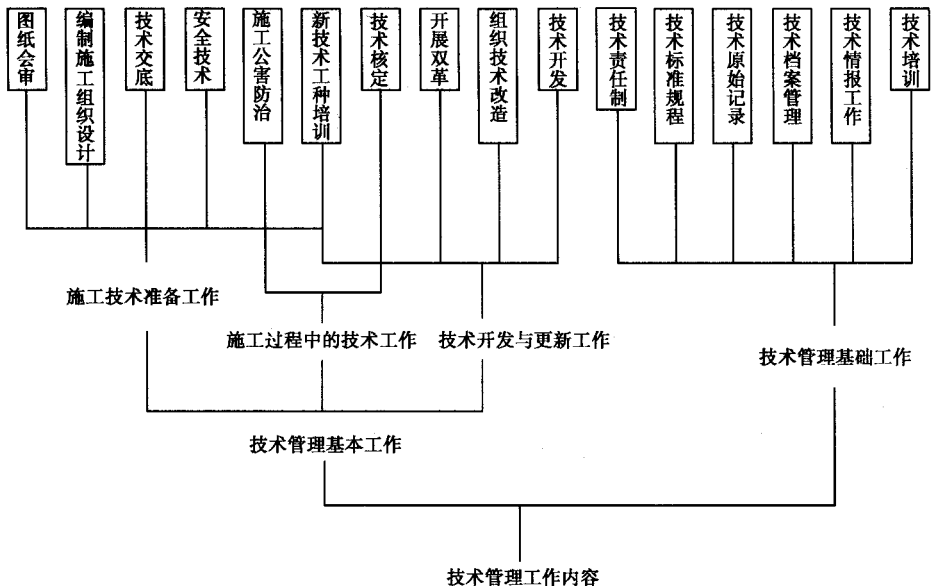 图纸会审
编制施工组织设计
技术交底
安全技术
施工公害防治
新技术工种培训
技术核定
开展双革
组织技术改造
技术开发
技术责任制
技术标准规程
技术原始记录
技术档案管理
技术情报工作
技术培训
施工技术准备工作
施工过程中的技术工作
技术开发与更新工作
技术管理基础工作
技术管理基本工作
技术管理工作内容